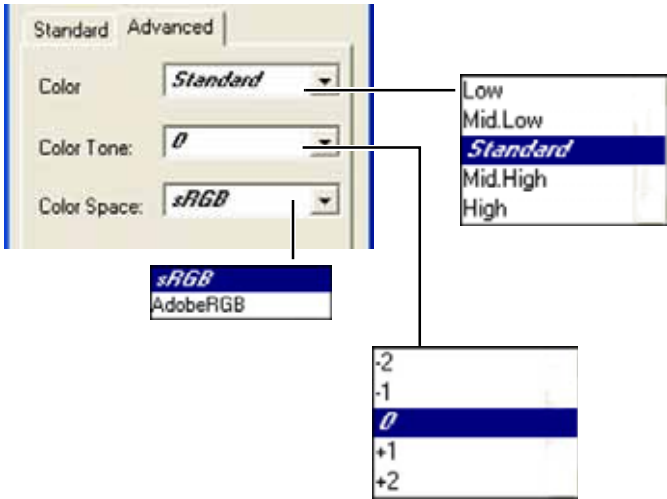 Standard Advanced
Color Standard
Color Tone: 0
Color Space: sRGB
Low
Mid.Low
Standard
Mid.High
High
sRGB
AdobeRGB
-2
-1
0
+1
+2